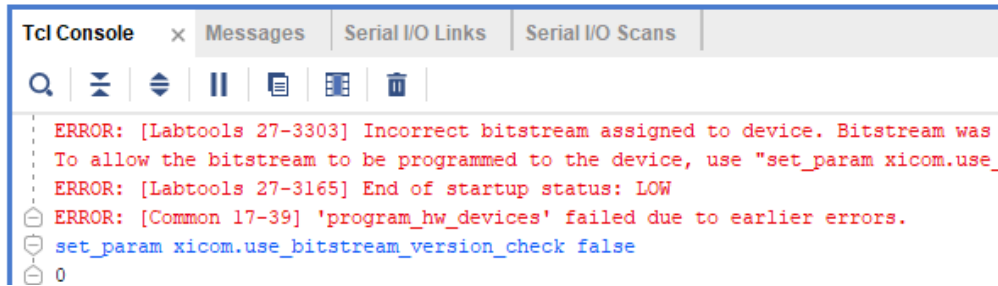 Tcl Console × Messages Serial I/O Links Serial I/O Scans
ERROR: [Labtools 27-3303] Incorrect bitstream assigned to device. Bitstream was
To allow the bitstream to be programmed to the device, use "set_param xicom.use_
ERROR: [Labtools 27-3165] End of startup status: LOW
ERROR: [Common 17-39] 'program_hw_devices' failed due to earlier errors.
set_param xicom.use_bitstream_version_check false
0